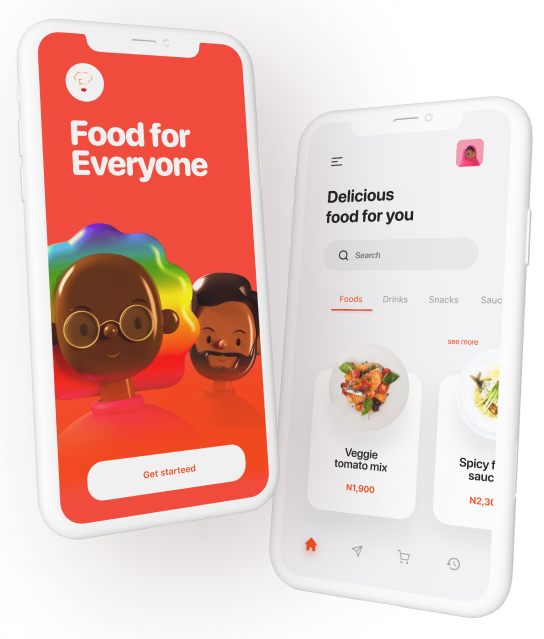 Food for
Everyone
Get starteed
Delicious
food for you
Search
Foods
Drinks
Snacks
Sauc
see more
Veggie
tomato mix
N1,900
Spicy f
sauc
N2,30